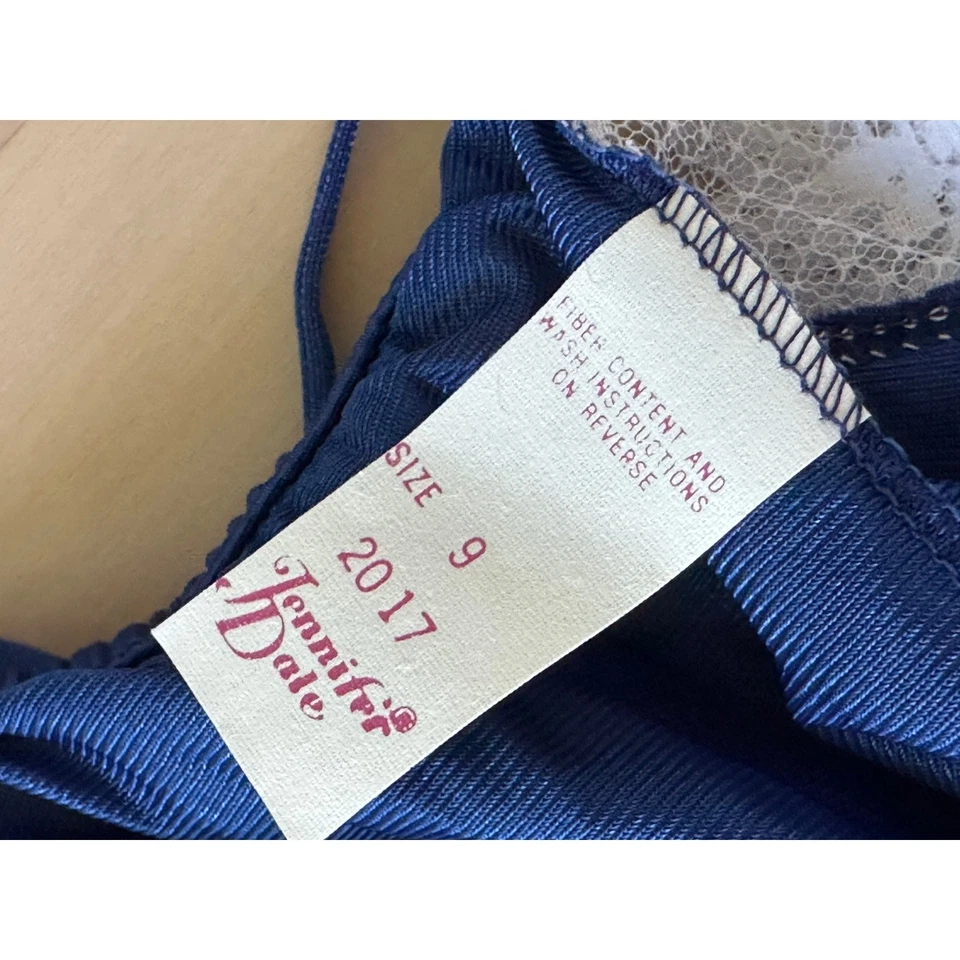 FIBER CONTENT AND
WASH INSTRUCTIONS
ON REVERSE
SIZE 9
2017
Jennifer
Dale®